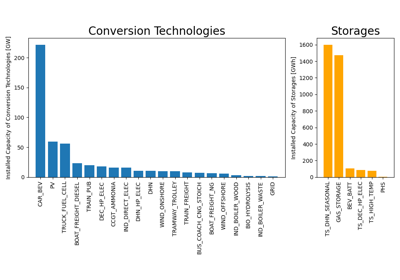 Conversion Technologies
Storages
Installed Capacity of Conversion Technologies [GW]
200
150
100
50
0
CAR_BEV
PV
TRUCK_FUEL_CELL
BOAT_FREIGHT_DIESEL
TRAIN_PUB
DEC_HP_ELEC
CCGT_AMMONIA
IND_DIRECT_ELEC
DHN_HP_ELEC
DHN
WIND_ONSHORE
TRAMWAY_TROLLEY
TRAIN_FREIGHT
BUS_COACH_CNG_STOICH
BOAT_FREIGHT_NG
WIND_OFFSHORE
IND_BOILER_WOOD
BIO_HYDROLYSIS
IND_BOILER_WASTE
GRID
Installed Capacity of Storages [GWh]
1600
1400
1200
1000
800
600
400
200
0
TS_DHN_SEASONAL
GAS_STORAGE
BEV_BATT
TS_DEC_HP_ELEC
TS_HIGH_TEMP
PHS